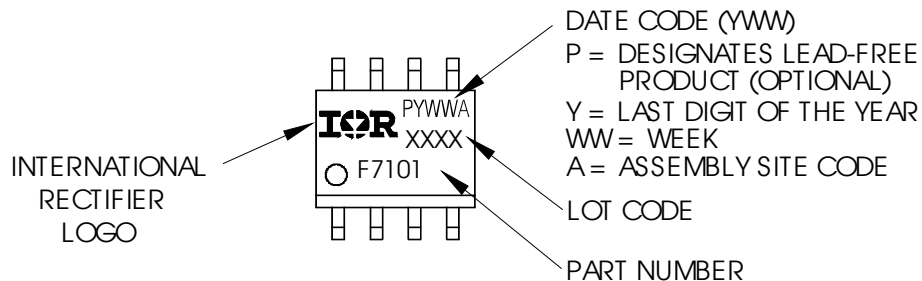 DATE CODE (YWW)
P = DESIGNATES LEAD-FREE
PRODUCT (OPTIONAL)
Y = LAST DIGIT OF THE YEAR
WW = WEEK
A = ASSEMBLY SITE CODE
LOT CODE
PART NUMBER
INTERNATIONAL
RECTIFIER
LOGO
IOR
PYWWA
XXXX
F7101